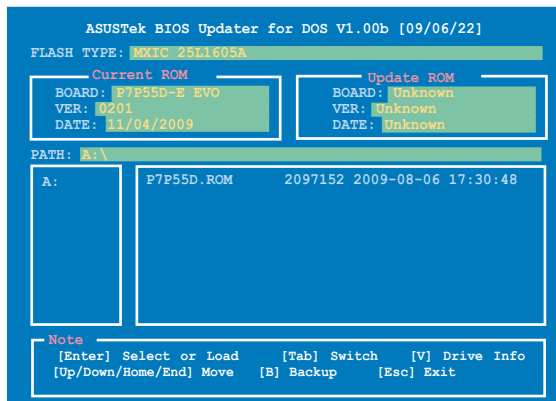 ASUSTek BIOS Updater for DOS V1.00b [09/06/22]
FLASH TYPE: MXIC 25L1605A
Current ROM
BOARD: P7P55D-E EVO
VER: 0201
DATE: 11/04/2009
Update ROM
BOARD: Unknown
VER: Unknown
DATE: Unknown
PATH: A:\
A:
P7P55D.ROM 2097152 2009-08-06 17:30:48
Note
[Enter] Select or Load [Tab] Switch [V] Drive Info
[Up/Down/Home/End] Move [B] Backup [Esc] Exit